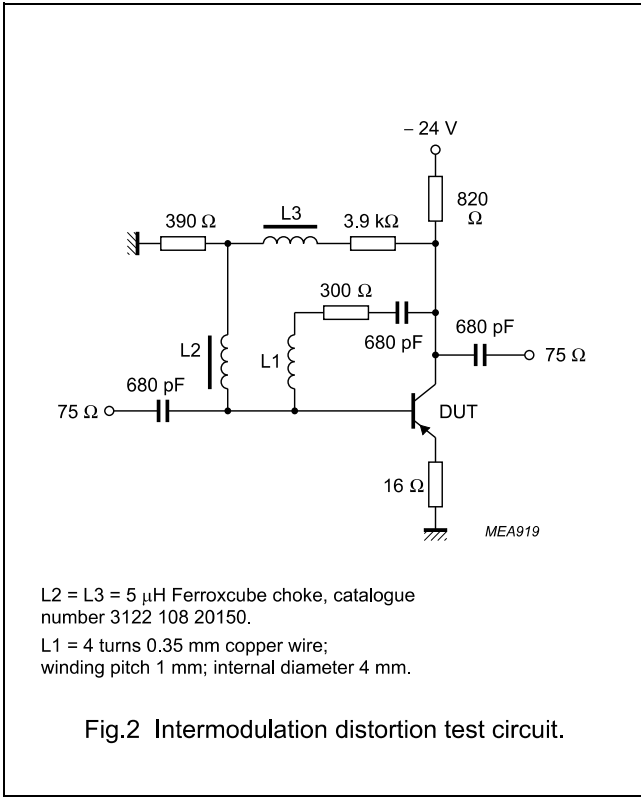 – 24 V
820
Ω
390 Ω
L3
3.9 kΩ
300 Ω
680 pF
680 pF
75 Ω
L2
L1
680 pF
75 Ω
DUT
16 Ω
MEA919
L2 = L3 = 5 μH Ferroxcube choke, catalogue
number 3122 108 20150.
L1 = 4 turns 0.35 mm copper wire;
winding pitch 1 mm; internal diameter 4 mm.
Fig.2 Intermodulation distortion test circuit.